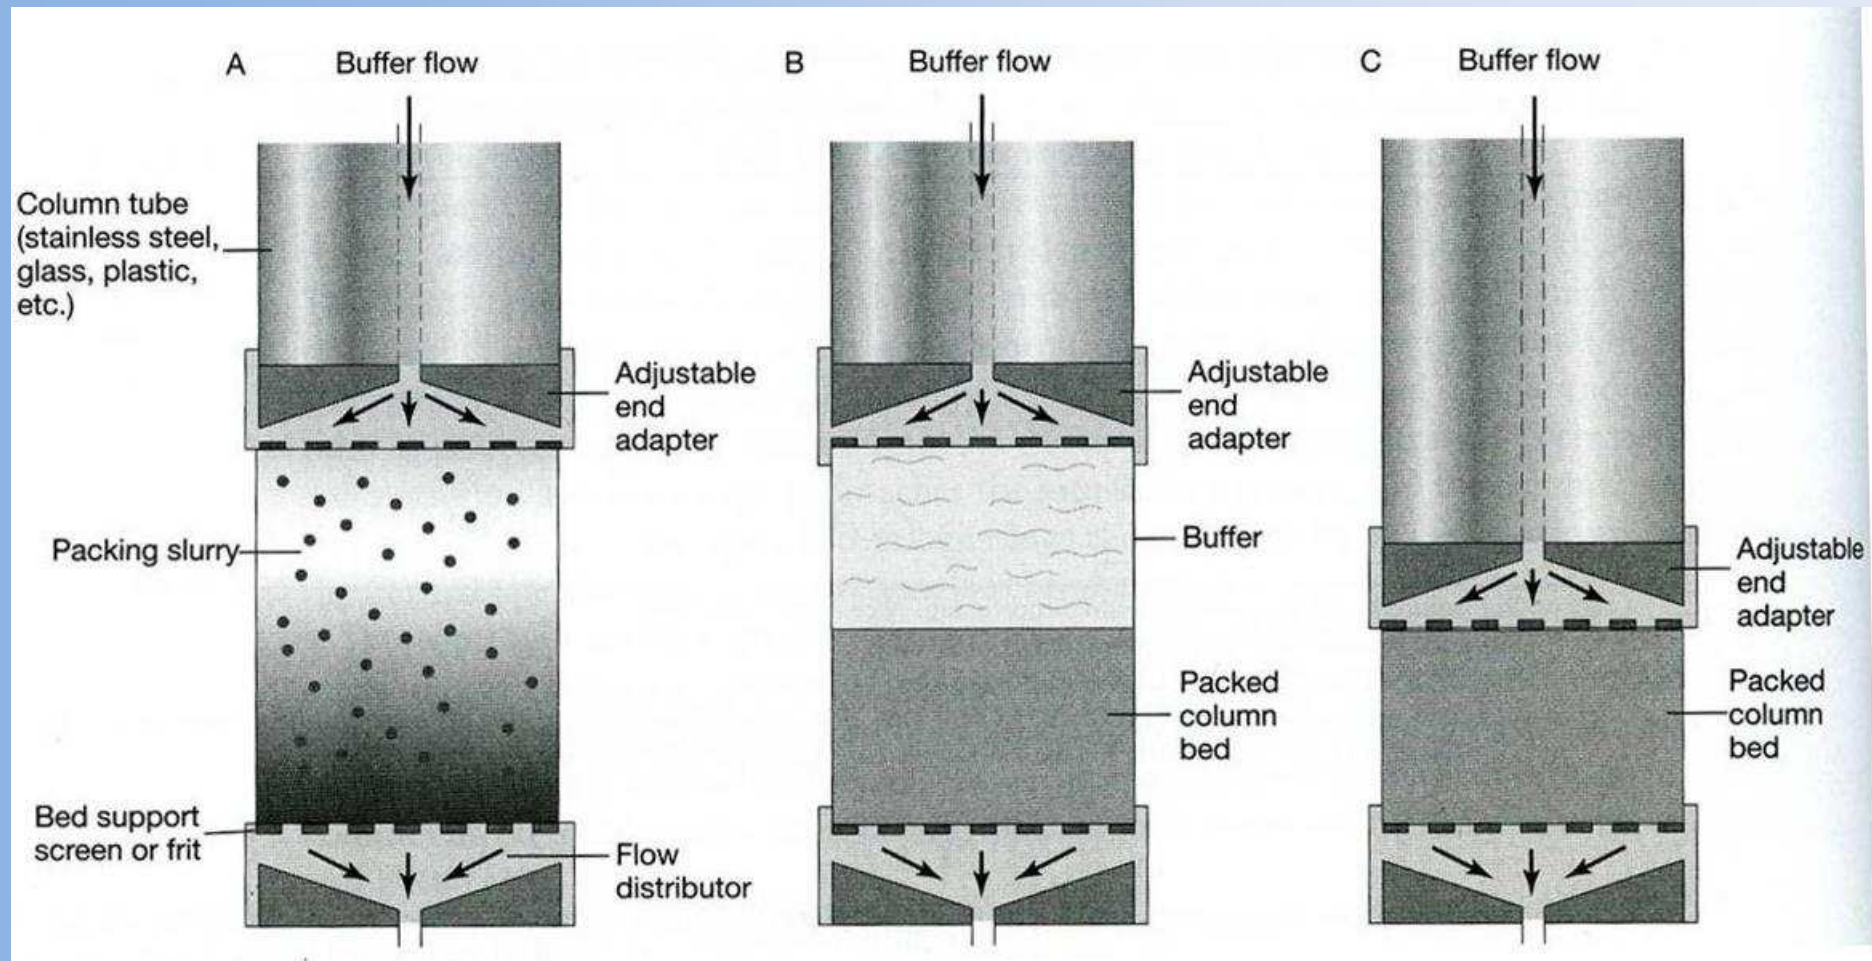 A
Buffer flow
Column tube
(stainless steel,
glass, plastic,
etc.)
Adjustable
end
adapter
Packing slurry
Bed support
screen or frit
Flow
distributor
B
Buffer flow
Adjustable
end
adapter
Buffer
Packed
column
bed
C
Buffer flow
Adjustable
end
adapter
Packed
column
bed